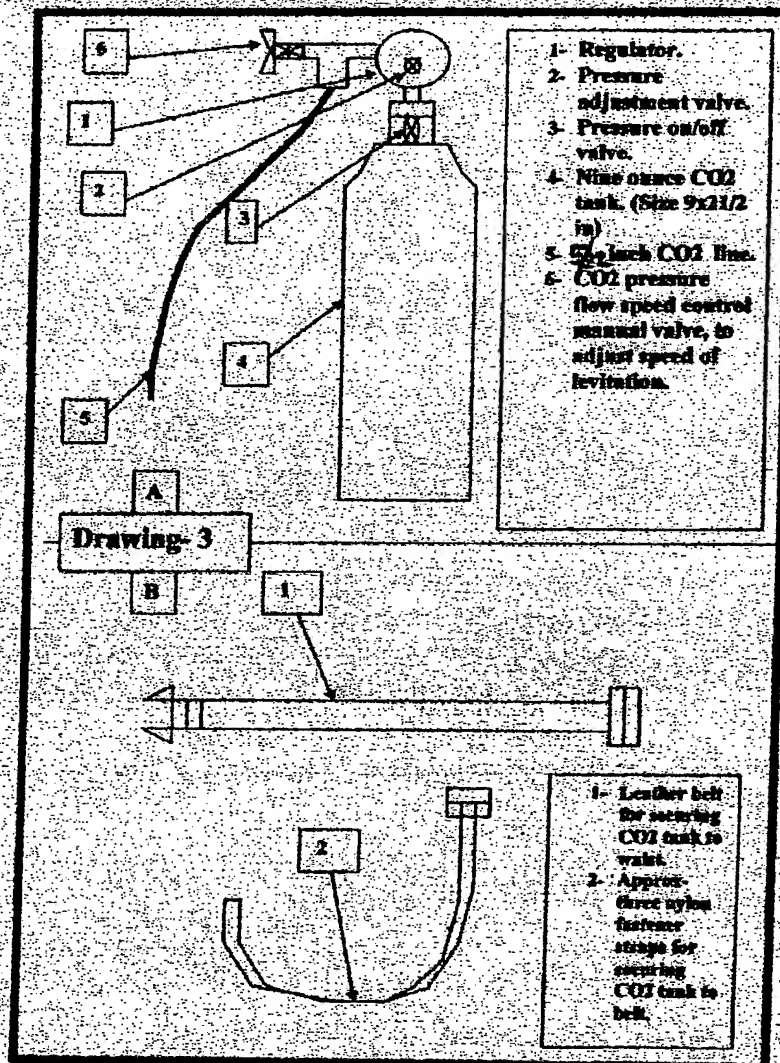 6
1
2
3
4
5
1- Regulator.
2- Pressure
adjustment valve.
3- Pressure on/off
valve.
4- Nine ounce CO2
tank. (Size 9x21/2
in)
5- inch CO2 line.
6- CO2 pressure
flow speed control
manual valve, to
adjust speed of
levitation.
A
Drawing- 3
B
1
2
1- Leather belt
for securing
CO2 tank to
waist.
2- Approx-
three nylon
fastener
straps for
securing
CO2 tank to
belt.